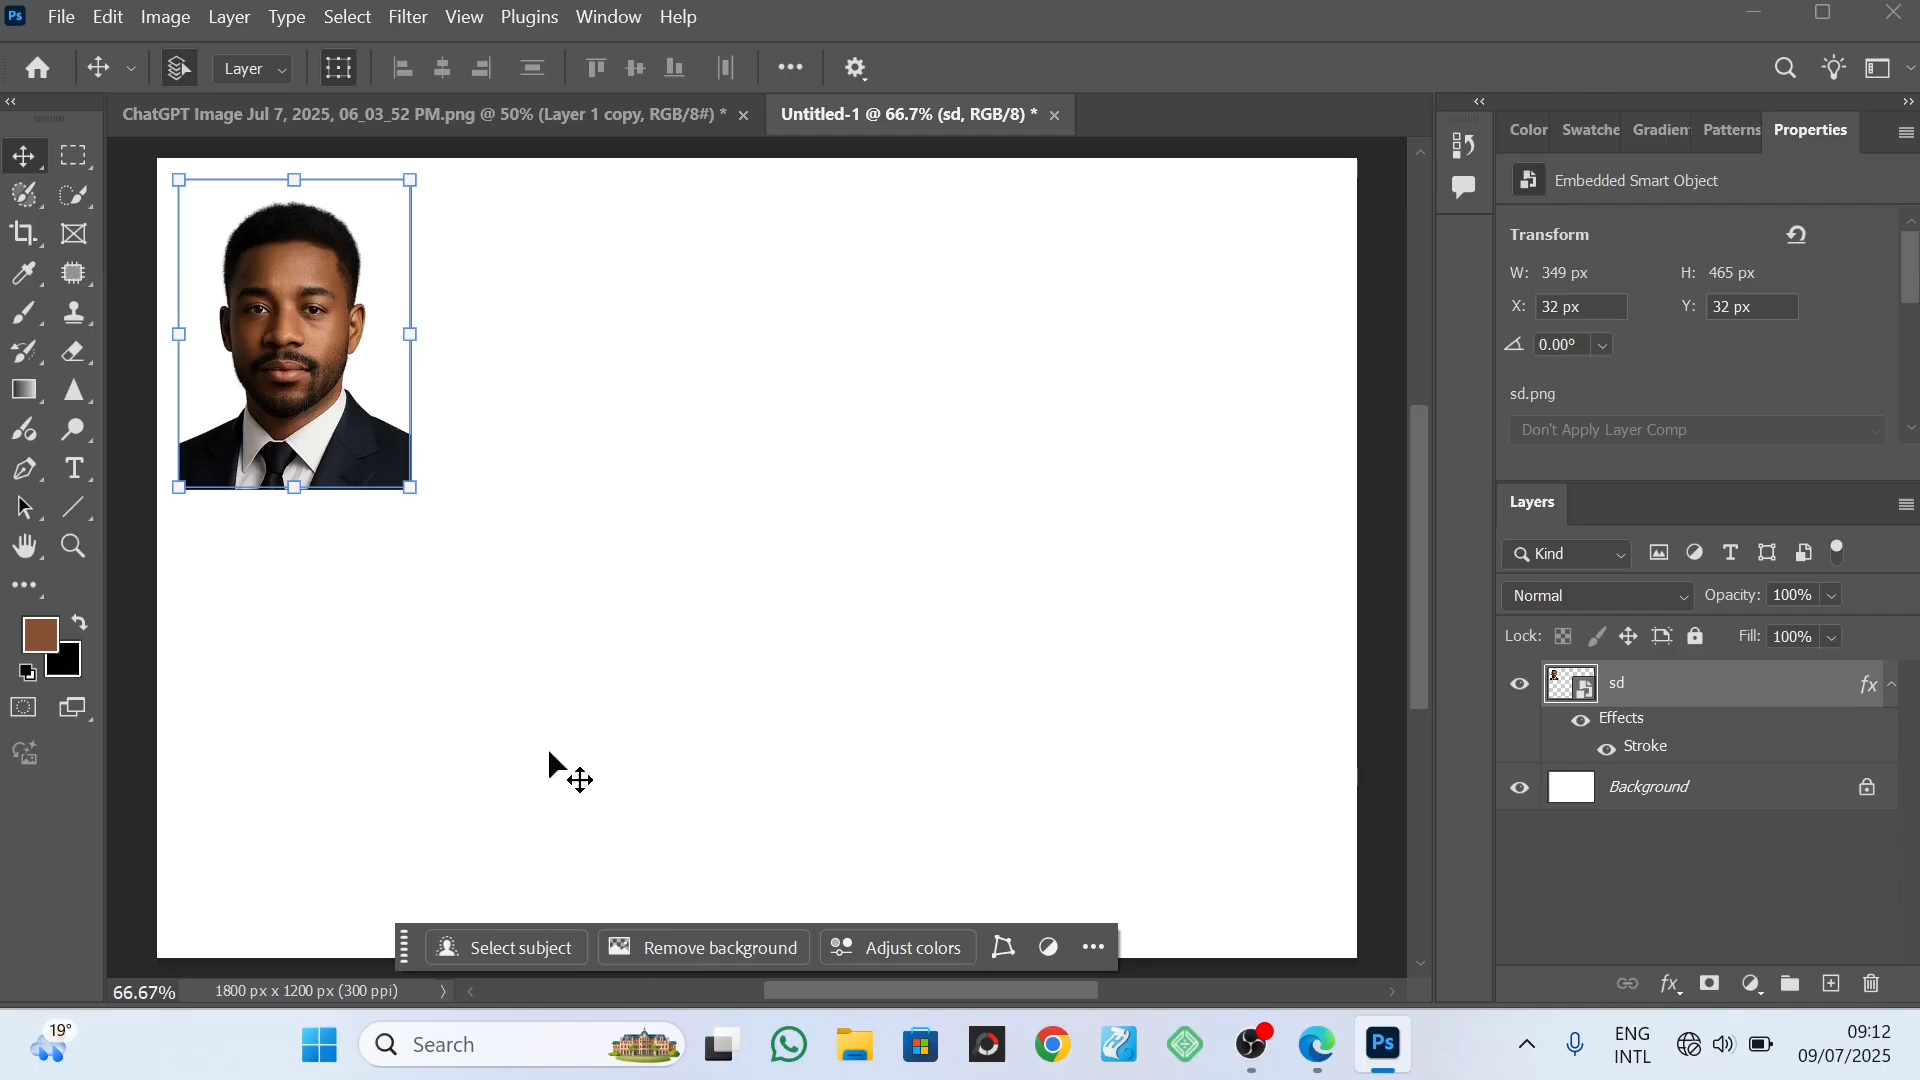 Ps File Edit Image Layer Type Select Filter View Plugins Window Help
Layer
ChatGPT Image Jul 7, 2025, 06_03_52 PM.png @ 50% (Layer 1 copy, RGB/8#) *
Untitled-1 @ 66.7% (sd, RGB/8) *
Color Swatche Gradien Patterns Properties
Embedded Smart Object
Transform
W: 349 px H: 465 px
X: 32 px Y: 32 px
0.00°
sd.png
Don't Apply Layer Comp
Layers
Kind
Normal Opacity: 100%
Lock: Fill: 100%
sd fx
Effects
Stroke
Background
Select subject Remove background Adjust colors
66.67% 1800 px x 1200 px (300 ppi)
fx
19°
Search
Ps
ENG
INTL
09:12
09/07/2025